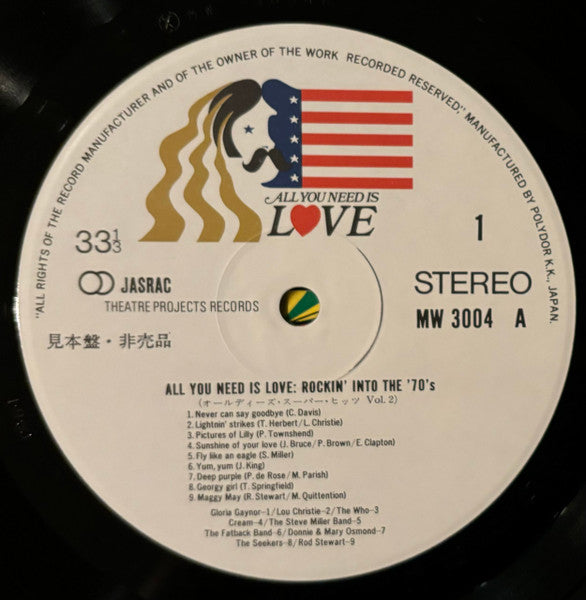 "ALL RIGHTS OF THE RECORD MANUFACTURER AND OF THE OWNER OF THE WORK RECORDED RESERVED", MANUFACTURED BY POLYDOR K.K., JAPAN.
ALL YOU NEED IS
LOVE
33 1/3
1
JASRAC
STEREO
THEATRE PROJECTS RECORDS
MW 3004 A
見本盤・非売品
ALL YOU NEED IS LOVE: ROCKIN' INTO THE '70's
(オールディーズ・スーパー・ヒッツ Vol. 2)
1. Never can say goodbye (C. Davis)
2. Lightnin' strikes (T. Herbert/L. Christie)
3. Pictures of Lilly (P. Townshend)
4. Sunshine of your love (J. Bruce/P. Brown/E. Clapton)
5. Fly like an eagle (S. Miller)
6. Yum, yum (J. King)
7. Deep purple (P. de Rose/M. Parish)
8. Georgy girl (T. Springfield)
9. Maggy May (R. Stewart/M. Quittention)
Gloria Gaynor-1/Lou Christie-2/The Who-3
Cream-4/The Steve Miller Band-5
The Fatback Band-6/Donnie & Mary Osmond-7
The Seekers-8/Rod Stewart-9